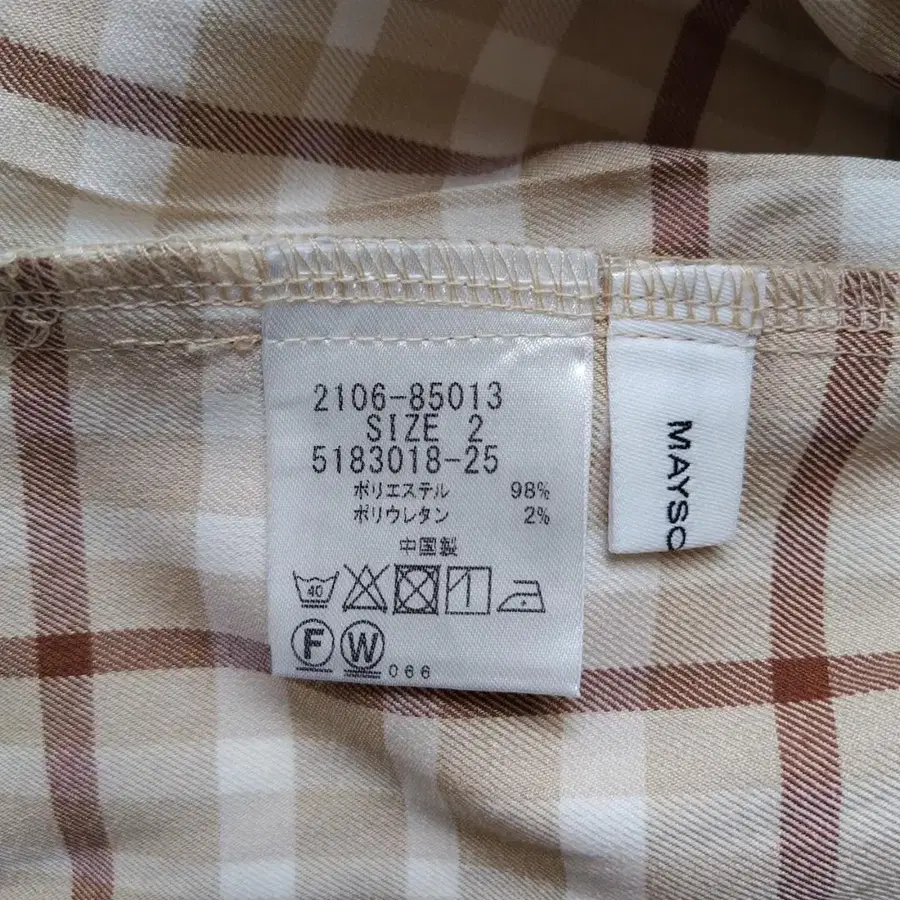 2106-85013
SIZE 2
5183018-25
ポリエステル 98%
ポリウレタン 2%
中国製
40
F W 066
MAYSO